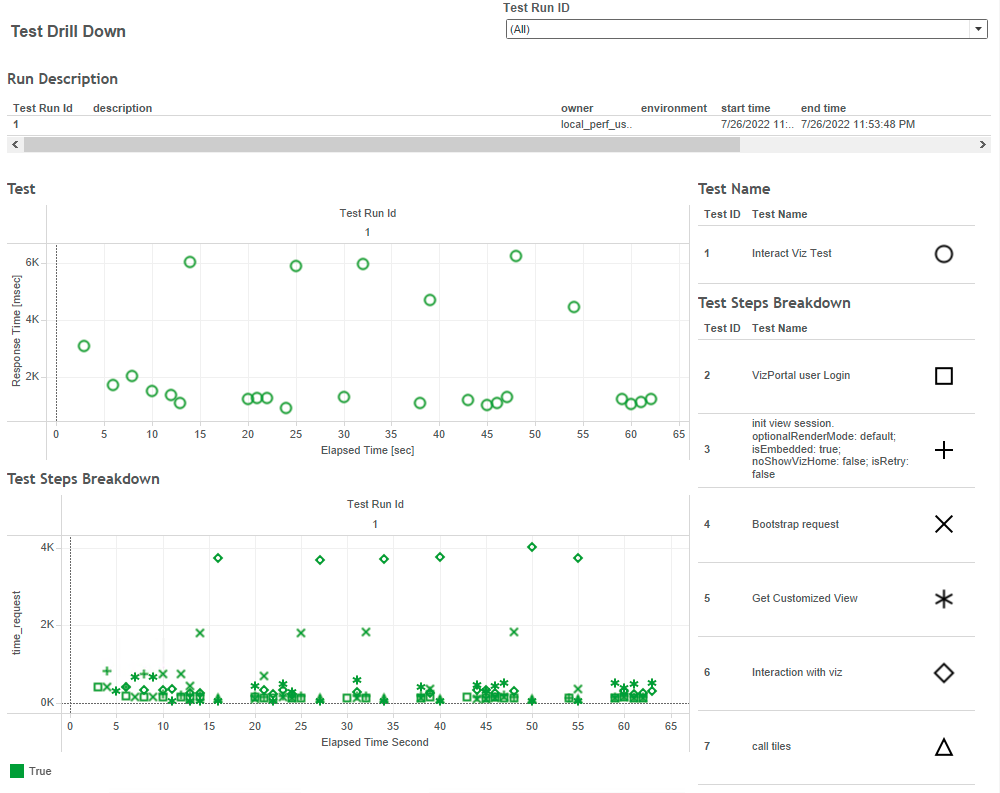 Test Run ID
Test Drill Down
(All)
Run Description
Test Run Id description owner environment start time end time
1 local_perf_us.. 7/26/2022 11:.. 7/26/2022 11:53:48 PM
Test
Test Run Id
1
Response Time [msec]
6K
4K
2K
0 5 10 15 20 25 30 35 40 45 50 55 60 65
Elapsed Time [sec]
Test Steps Breakdown
Test Run Id
1
time_request
4K
2K
0K
0 5 10 15 20 25 30 35 40 45 50 55 60 65
Elapsed Time Second
True
Test Name
Test ID Test Name
1 Interact Viz Test
Test Steps Breakdown
Test ID Test Name
2 VizPortal user Login
init view session.
optionalRenderMode: default;
3 isEmbedded: true;
noShowVizHome: false; isRetry:
false
4 Bootstrap request
5 Get Customized View
6 Interaction with viz
7 call tiles